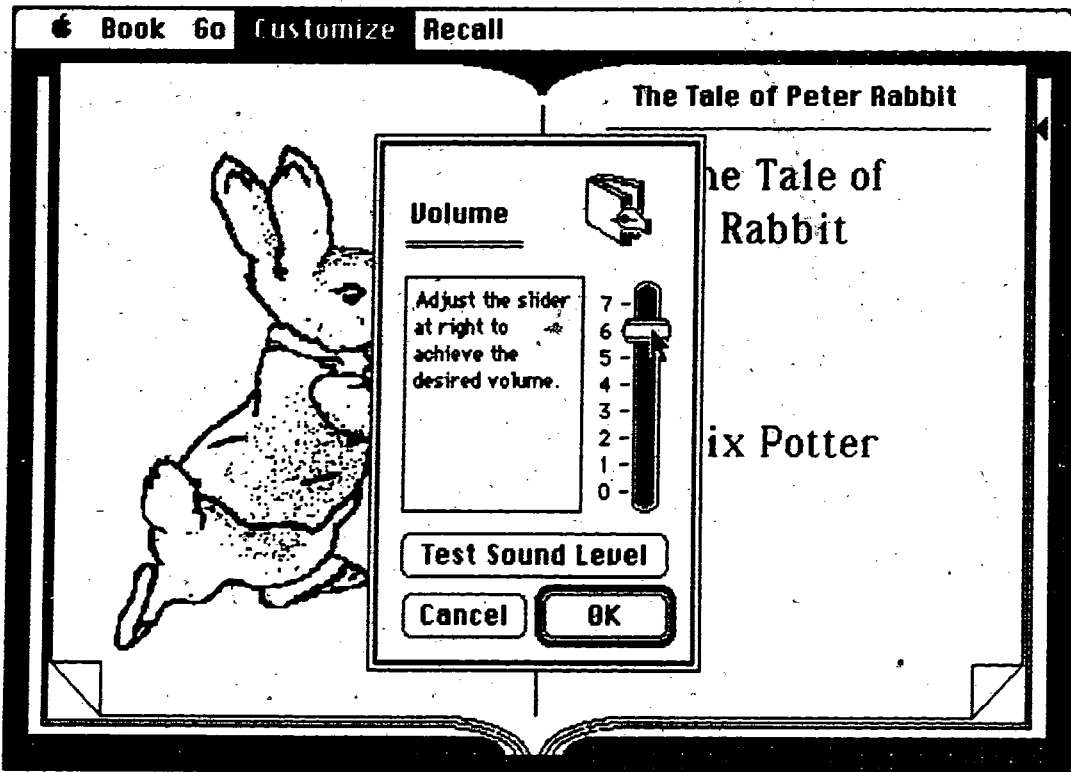 Book Go Customize Recall
The Tale of Peter Rabbit
he Tale of
Rabbit
ix Potter
Volume
Adjust the slider
at right to
achieve the
desired volume.
7
6
5
4
3
2
1
0
Test Sound Level
Cancel OK